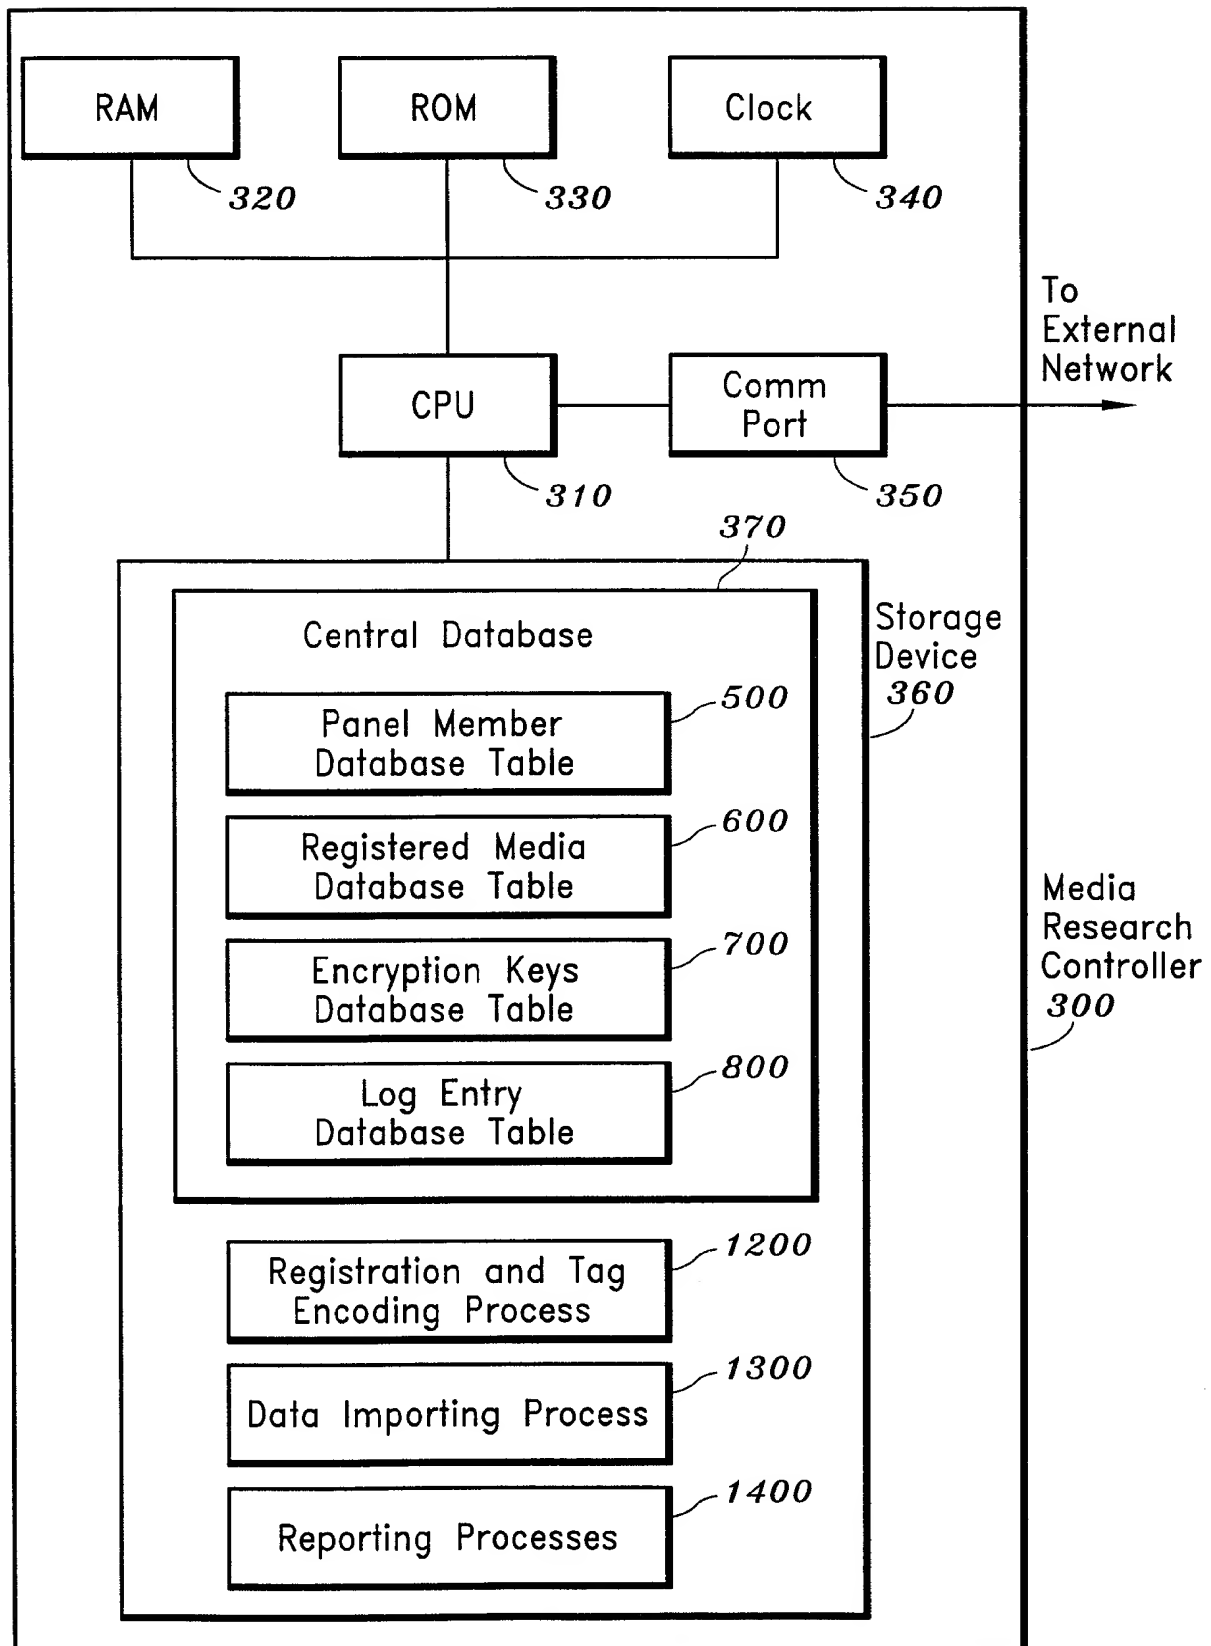 RAM
ROM
Clock
320
330
340
To
External
Network
CPU
Comm
Port
310
350
370
Central Database
Storage
Device
360
Panel Member
Database Table
500
Registered Media
Database Table
600
Encryption Keys
Database Table
700
Media
Research
Controller
300
Log Entry
Database Table
800
Registration and Tag
Encoding Process
1200
Data Importing Process
1300
Reporting Processes
1400